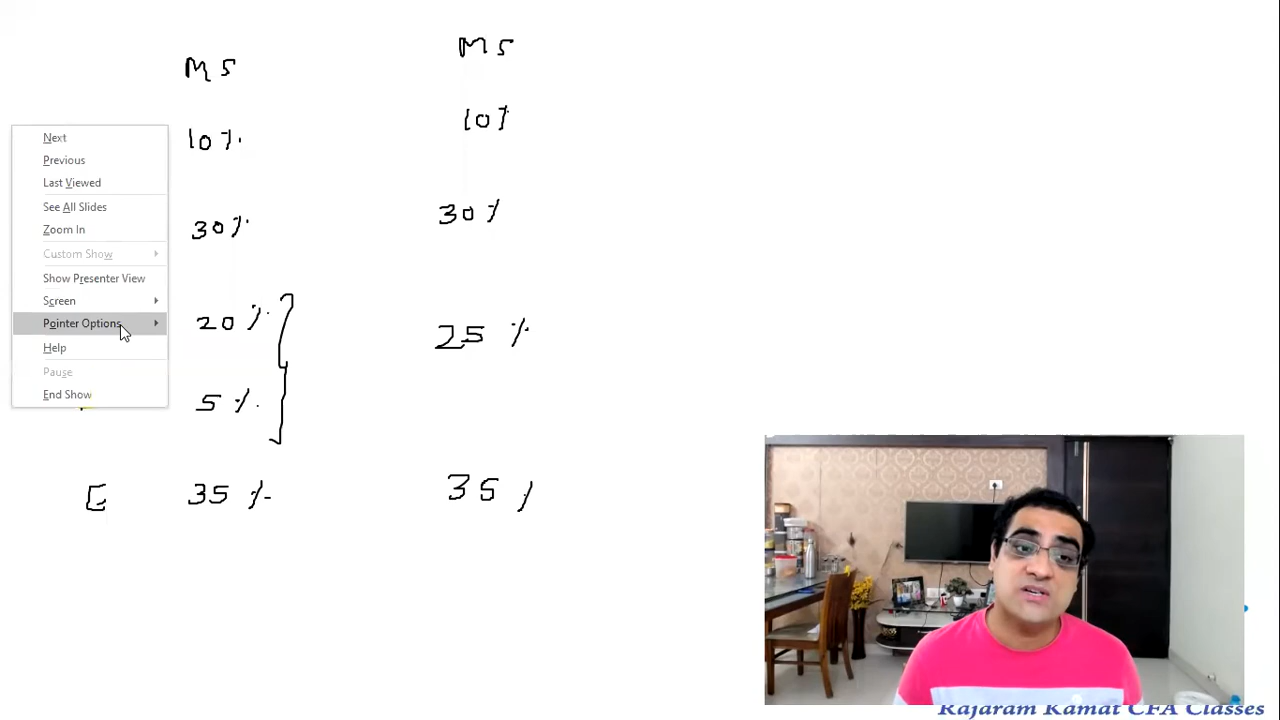 MS
MS
10%
10%
30%
30%
20%
25%
5%
E
35%
35%
Next
Previous
Last Viewed
See All Slides
Zoom In
Custom Show
Show Presenter View
Screen
Pointer Options
Help
Pause
End Show
Rajaram Kamat CFA Classes